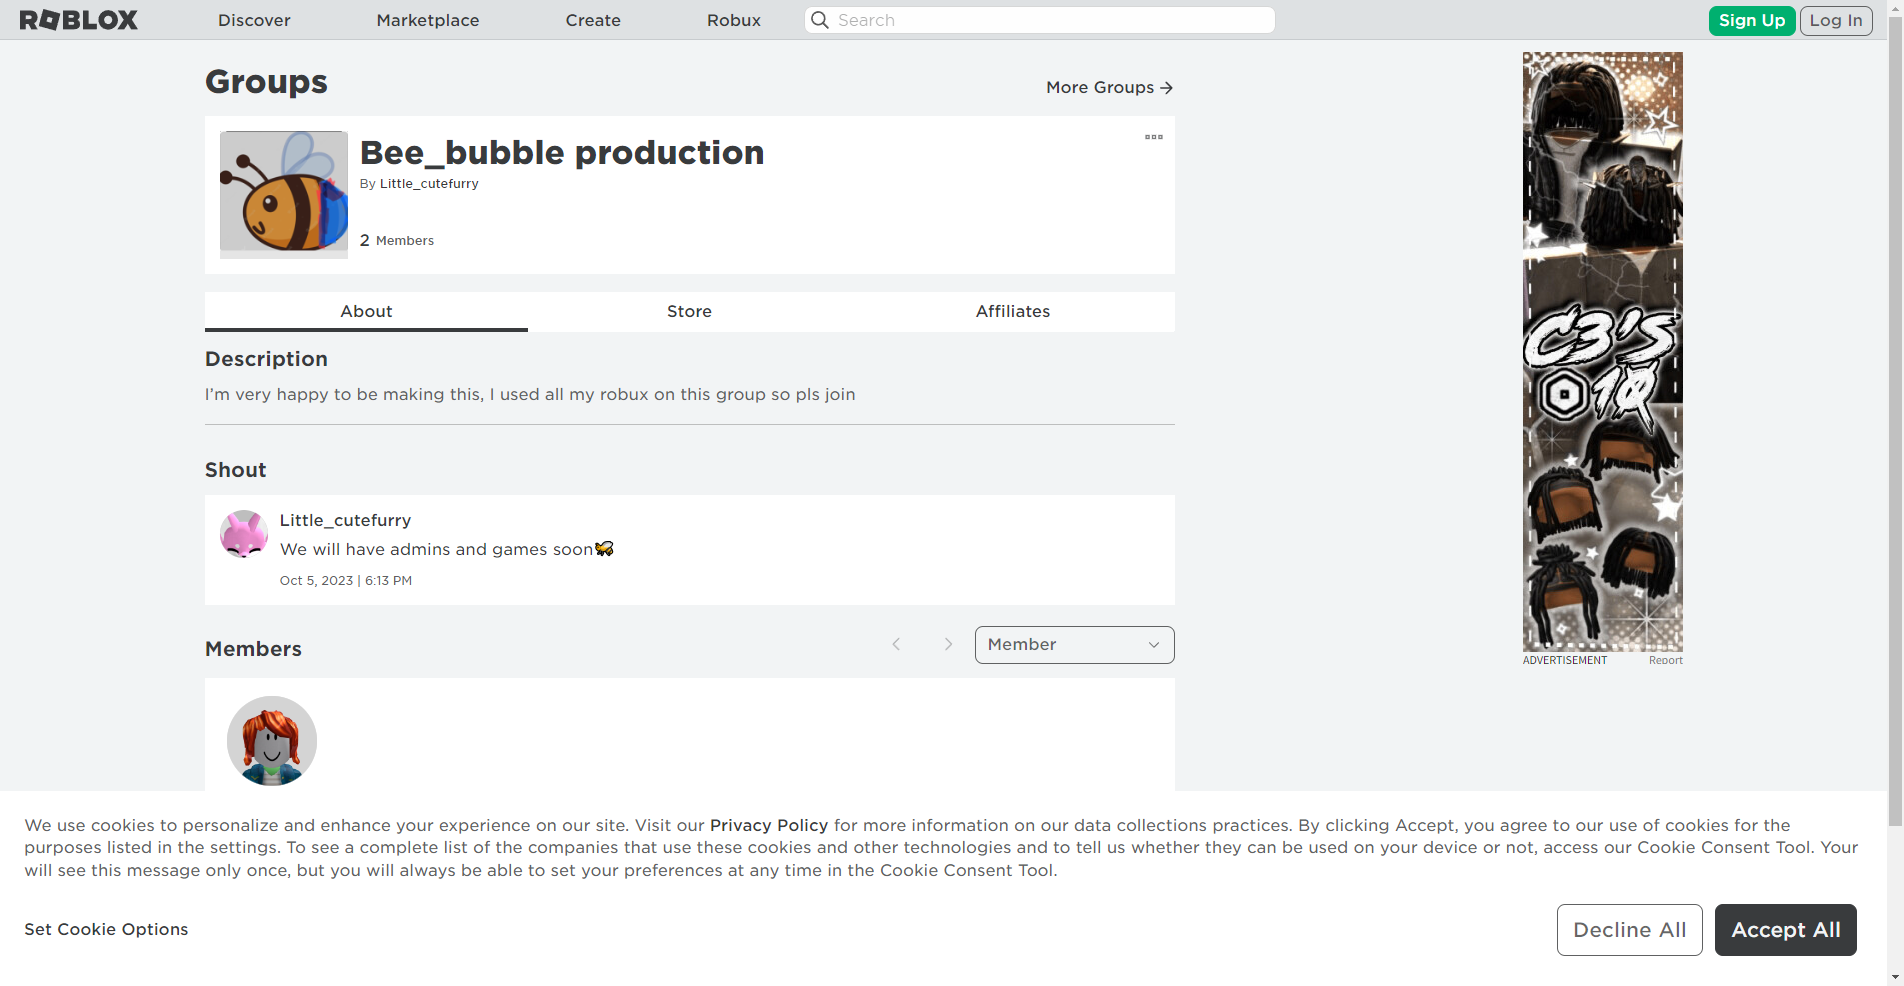 ROBLOX Discover Marketplace Create Robux Search Sign Up Log In
Groups
More Groups
Bee_bubble production
By Little_cutefurry
2 Members
About Store Affiliates
Description
I'm very happy to be making this, I used all my robux on this group so pls join
Shout
Little_cutefurry
We will have admins and games soon
Oct 5, 2023 | 6:13 PM
Members
Member
C3'S
10
ADVERTISEMENT Report
We use cookies to personalize and enhance your experience on our site. Visit our Privacy Policy for more information on our data collections practices. By clicking Accept, you agree to our use of cookies for the
purposes listed in the settings. To see a complete list of the companies that use these cookies and other technologies and to tell us whether they can be used on your device or not, access our Cookie Consent Tool. Your
will see this message only once, but you will always be able to set your preferences at any time in the Cookie Consent Tool.
Set Cookie Options
Decline All
Accept All